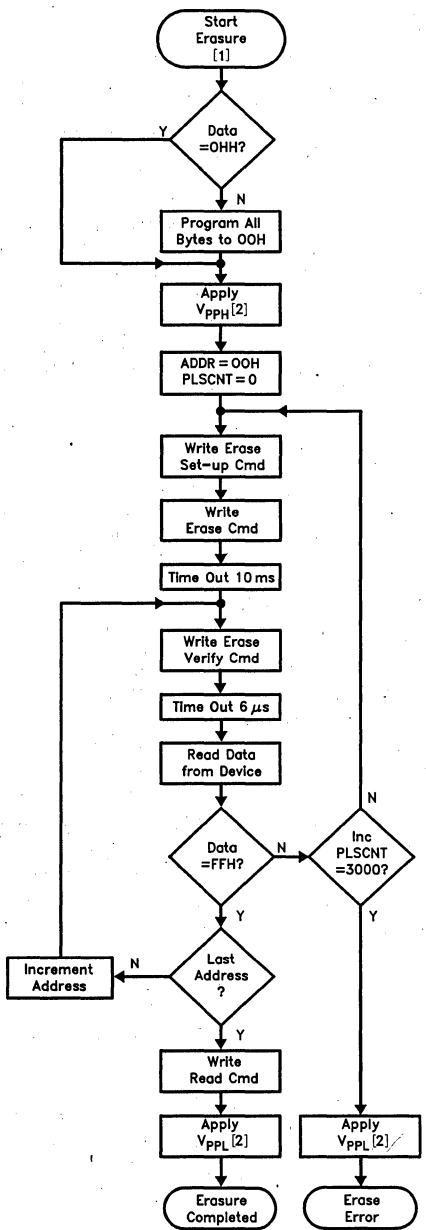 Start
Erasure
[1]
Data
=OHH?
Y
N
Program All
Bytes to OOH
Apply
VPPH[2]
ADDR=OOH
PLSCNT=0
Write Erase
Set-up Cmd
Write
Erase Cmd
Time Out 10 ms
Write Erase
Verify Cmd
Time Out 6 μs
Read Data
from Device
Data
=FFH?
N
Y
Inc
PLSCNT
=3000?
N
Y
Last
Address
?
N
Y
Increment
Address
Write
Read Cmd
Apply
VPPL[2]
Apply
VPPL[2]
Erasure
Completed
Erase
Error